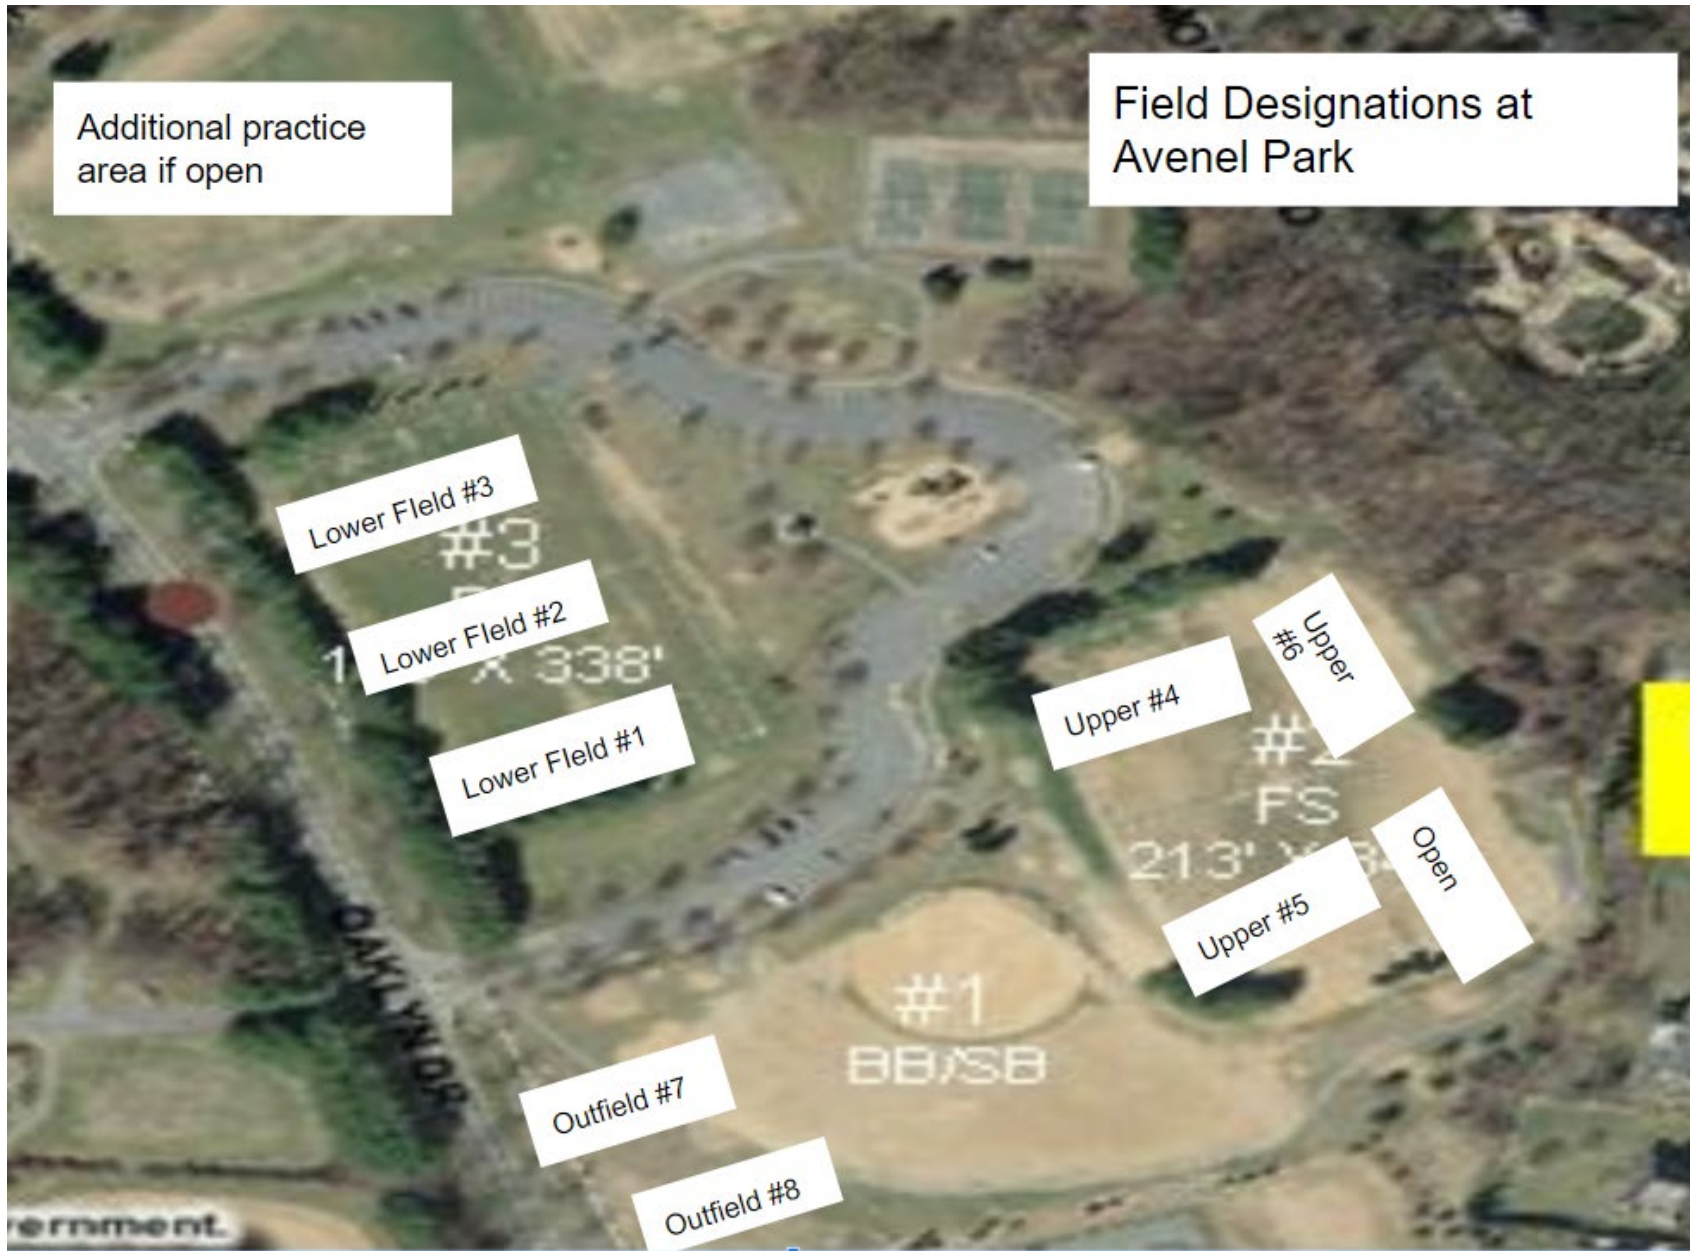 Additional practice
area if open
Field Designations at
Avenel Park
Lower FIeld #3
#3
Lower FIeld #2
X 338'
Lower FIeld #1
Upper
#6
Upper #4
#2
FS
213' X
Open
Upper #5
#1
BB/SB
OAKLYN DR
Outfield #7
Outfield #8
ernment.